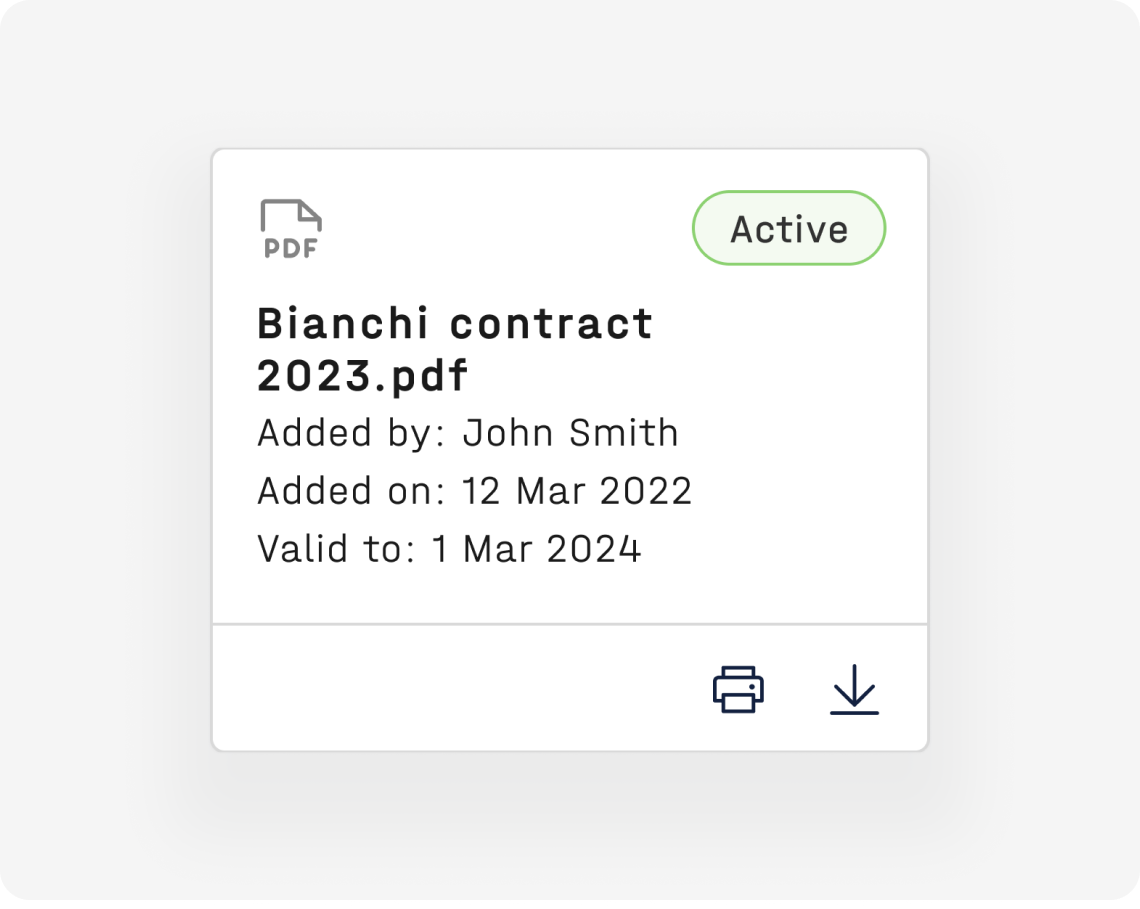 PDF
Active
Bianchi contract
2023.pdf
Added by: John Smith
Added on: 12 Mar 2022
Valid to: 1 Mar 2024